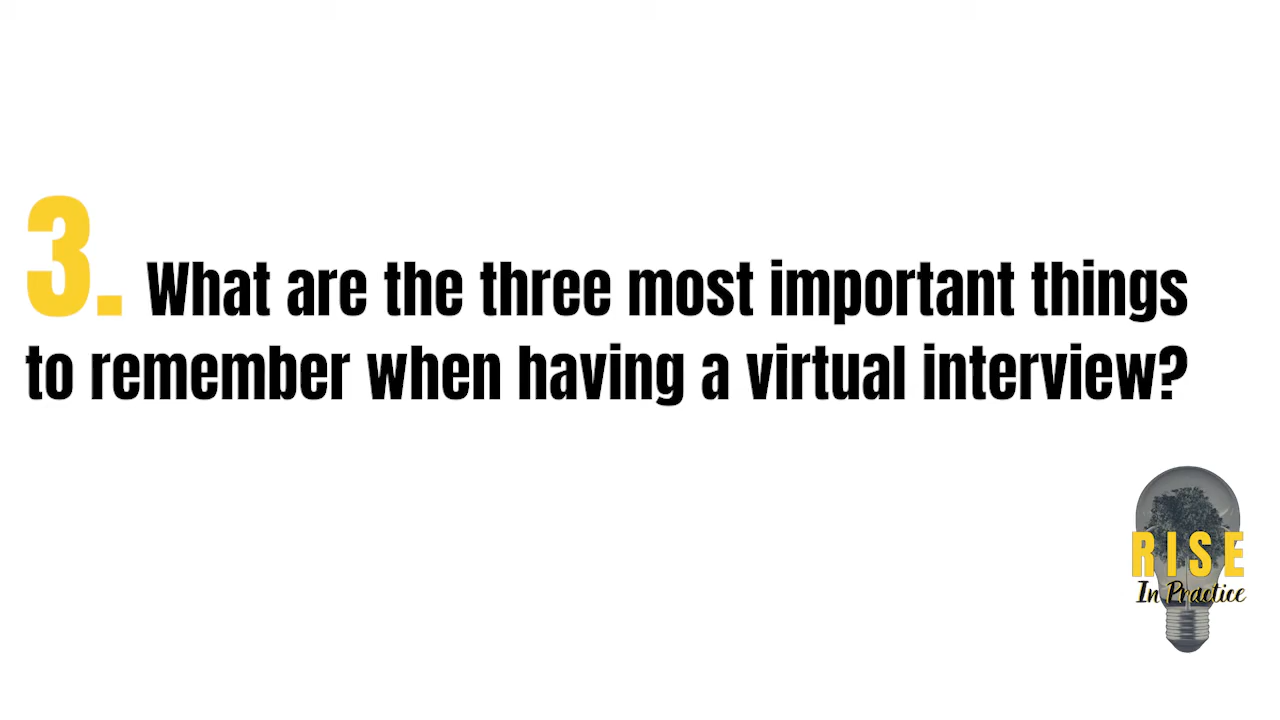 3. What are the three most important things
to remember when having a virtual interview?
RISE
In Practice